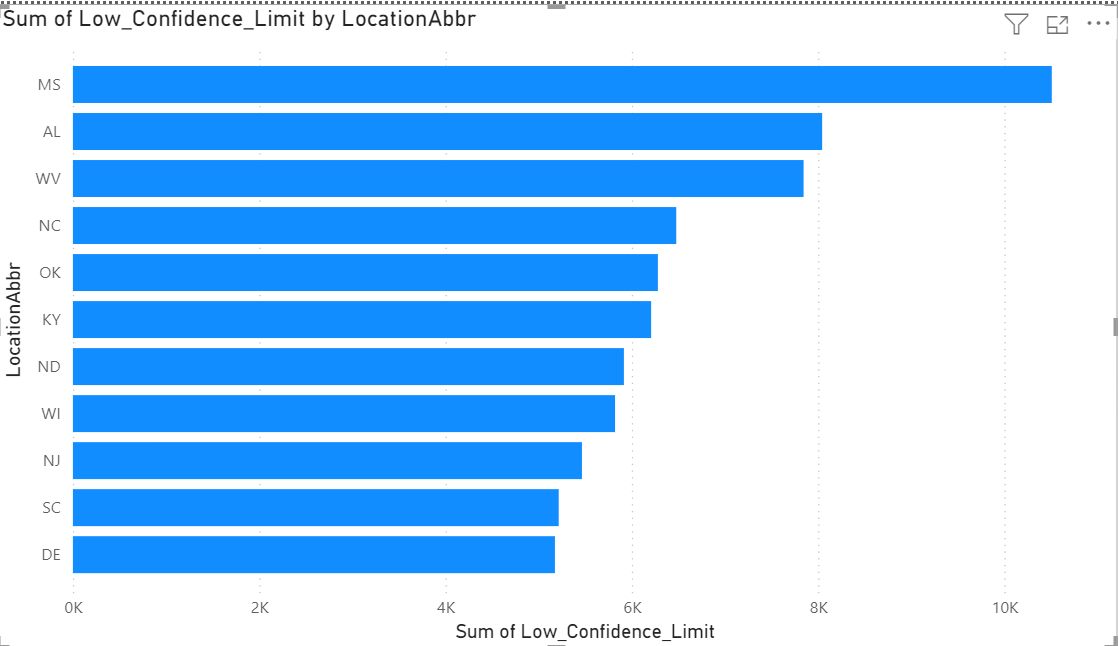 Sum of Low_Confidence_Limit by LocationAbbr
LocationAbbr
MS
AL
WV
NC
OK
KY
ND
WI
NJ
SC
DE
0K 2K 4K 6K 8K 10K
Sum of Low_Confidence_Limit